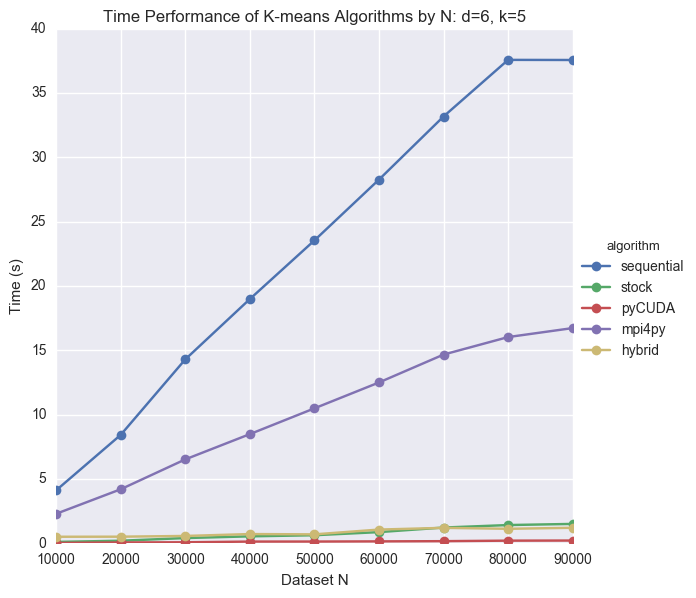 Time Performance of K-means Algorithms by N: d=6, k=5
40
35
30
25
20
15
10
5
0
Time (s)
10000 20000 30000 40000 50000 60000 70000 80000 90000
Dataset N
algorithm
sequential
stock
pyCUDA
mpi4py
hybrid